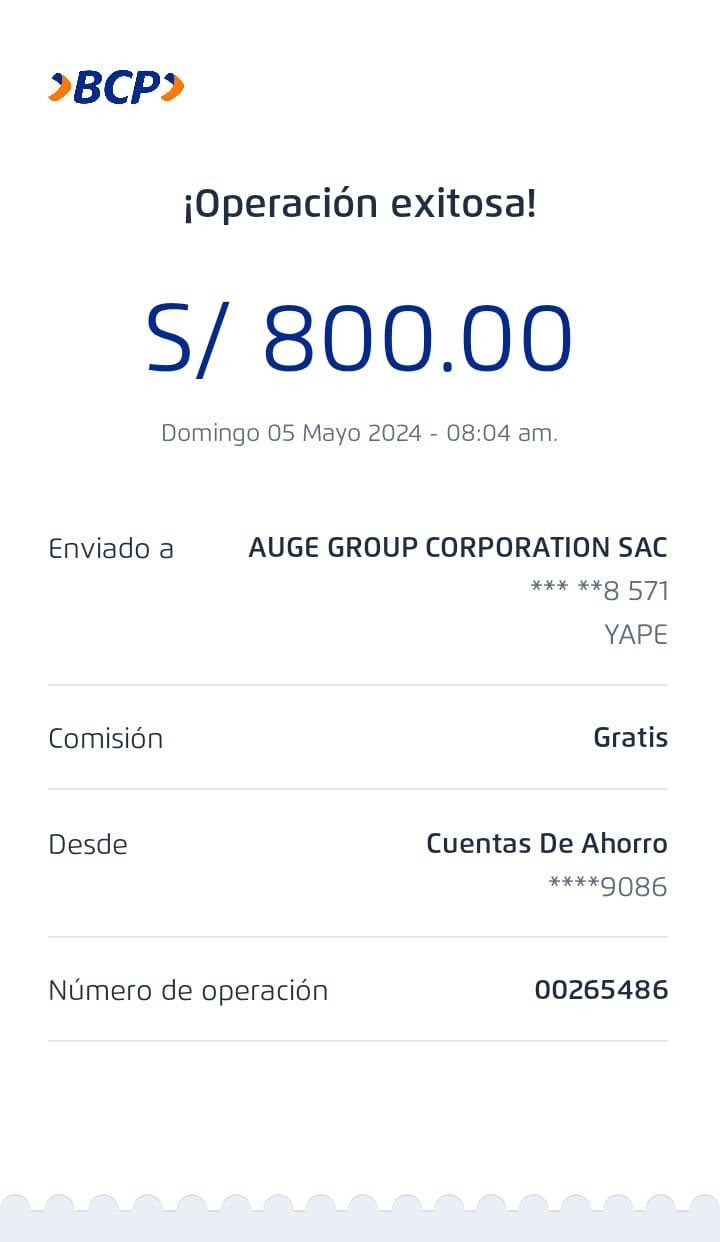 BCP
¡Operación exitosa!
S/ 800.00
Domingo 05 Mayo 2024 - 08:04 am.
Enviado a AUGE GROUP CORPORATION SAC
*** **8 571
YAPE
Comisión Gratis
Desde Cuentas De Ahorro
****9086
Número de operación 00265486